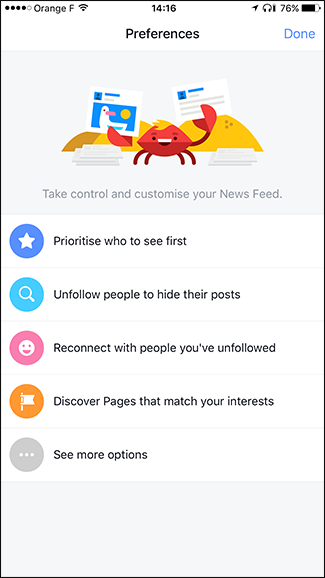 Orange F 14:16 76%
Preferences Done
Take control and customise your News Feed.
Prioritise who to see first
Unfollow people to hide their posts
Reconnect with people you've unfollowed
Discover Pages that match your interests
See more options